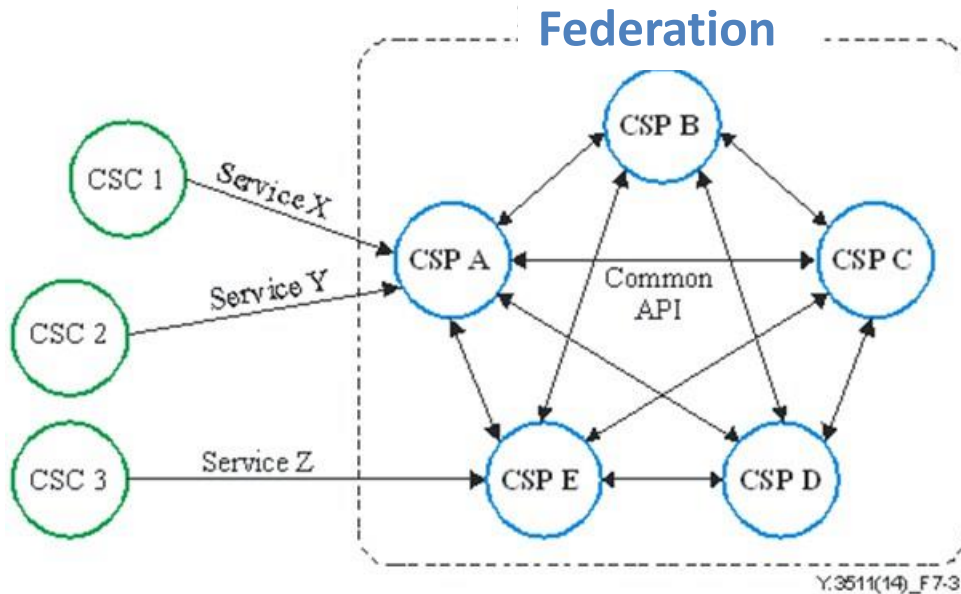 Federation
CSP B
CSC 1
Service X
CSP A
CSP C
Service Y
Common
API
CSC 2
CSC 3
Service Z
CSP E
CSP D
Y.3511(14)_F7-3